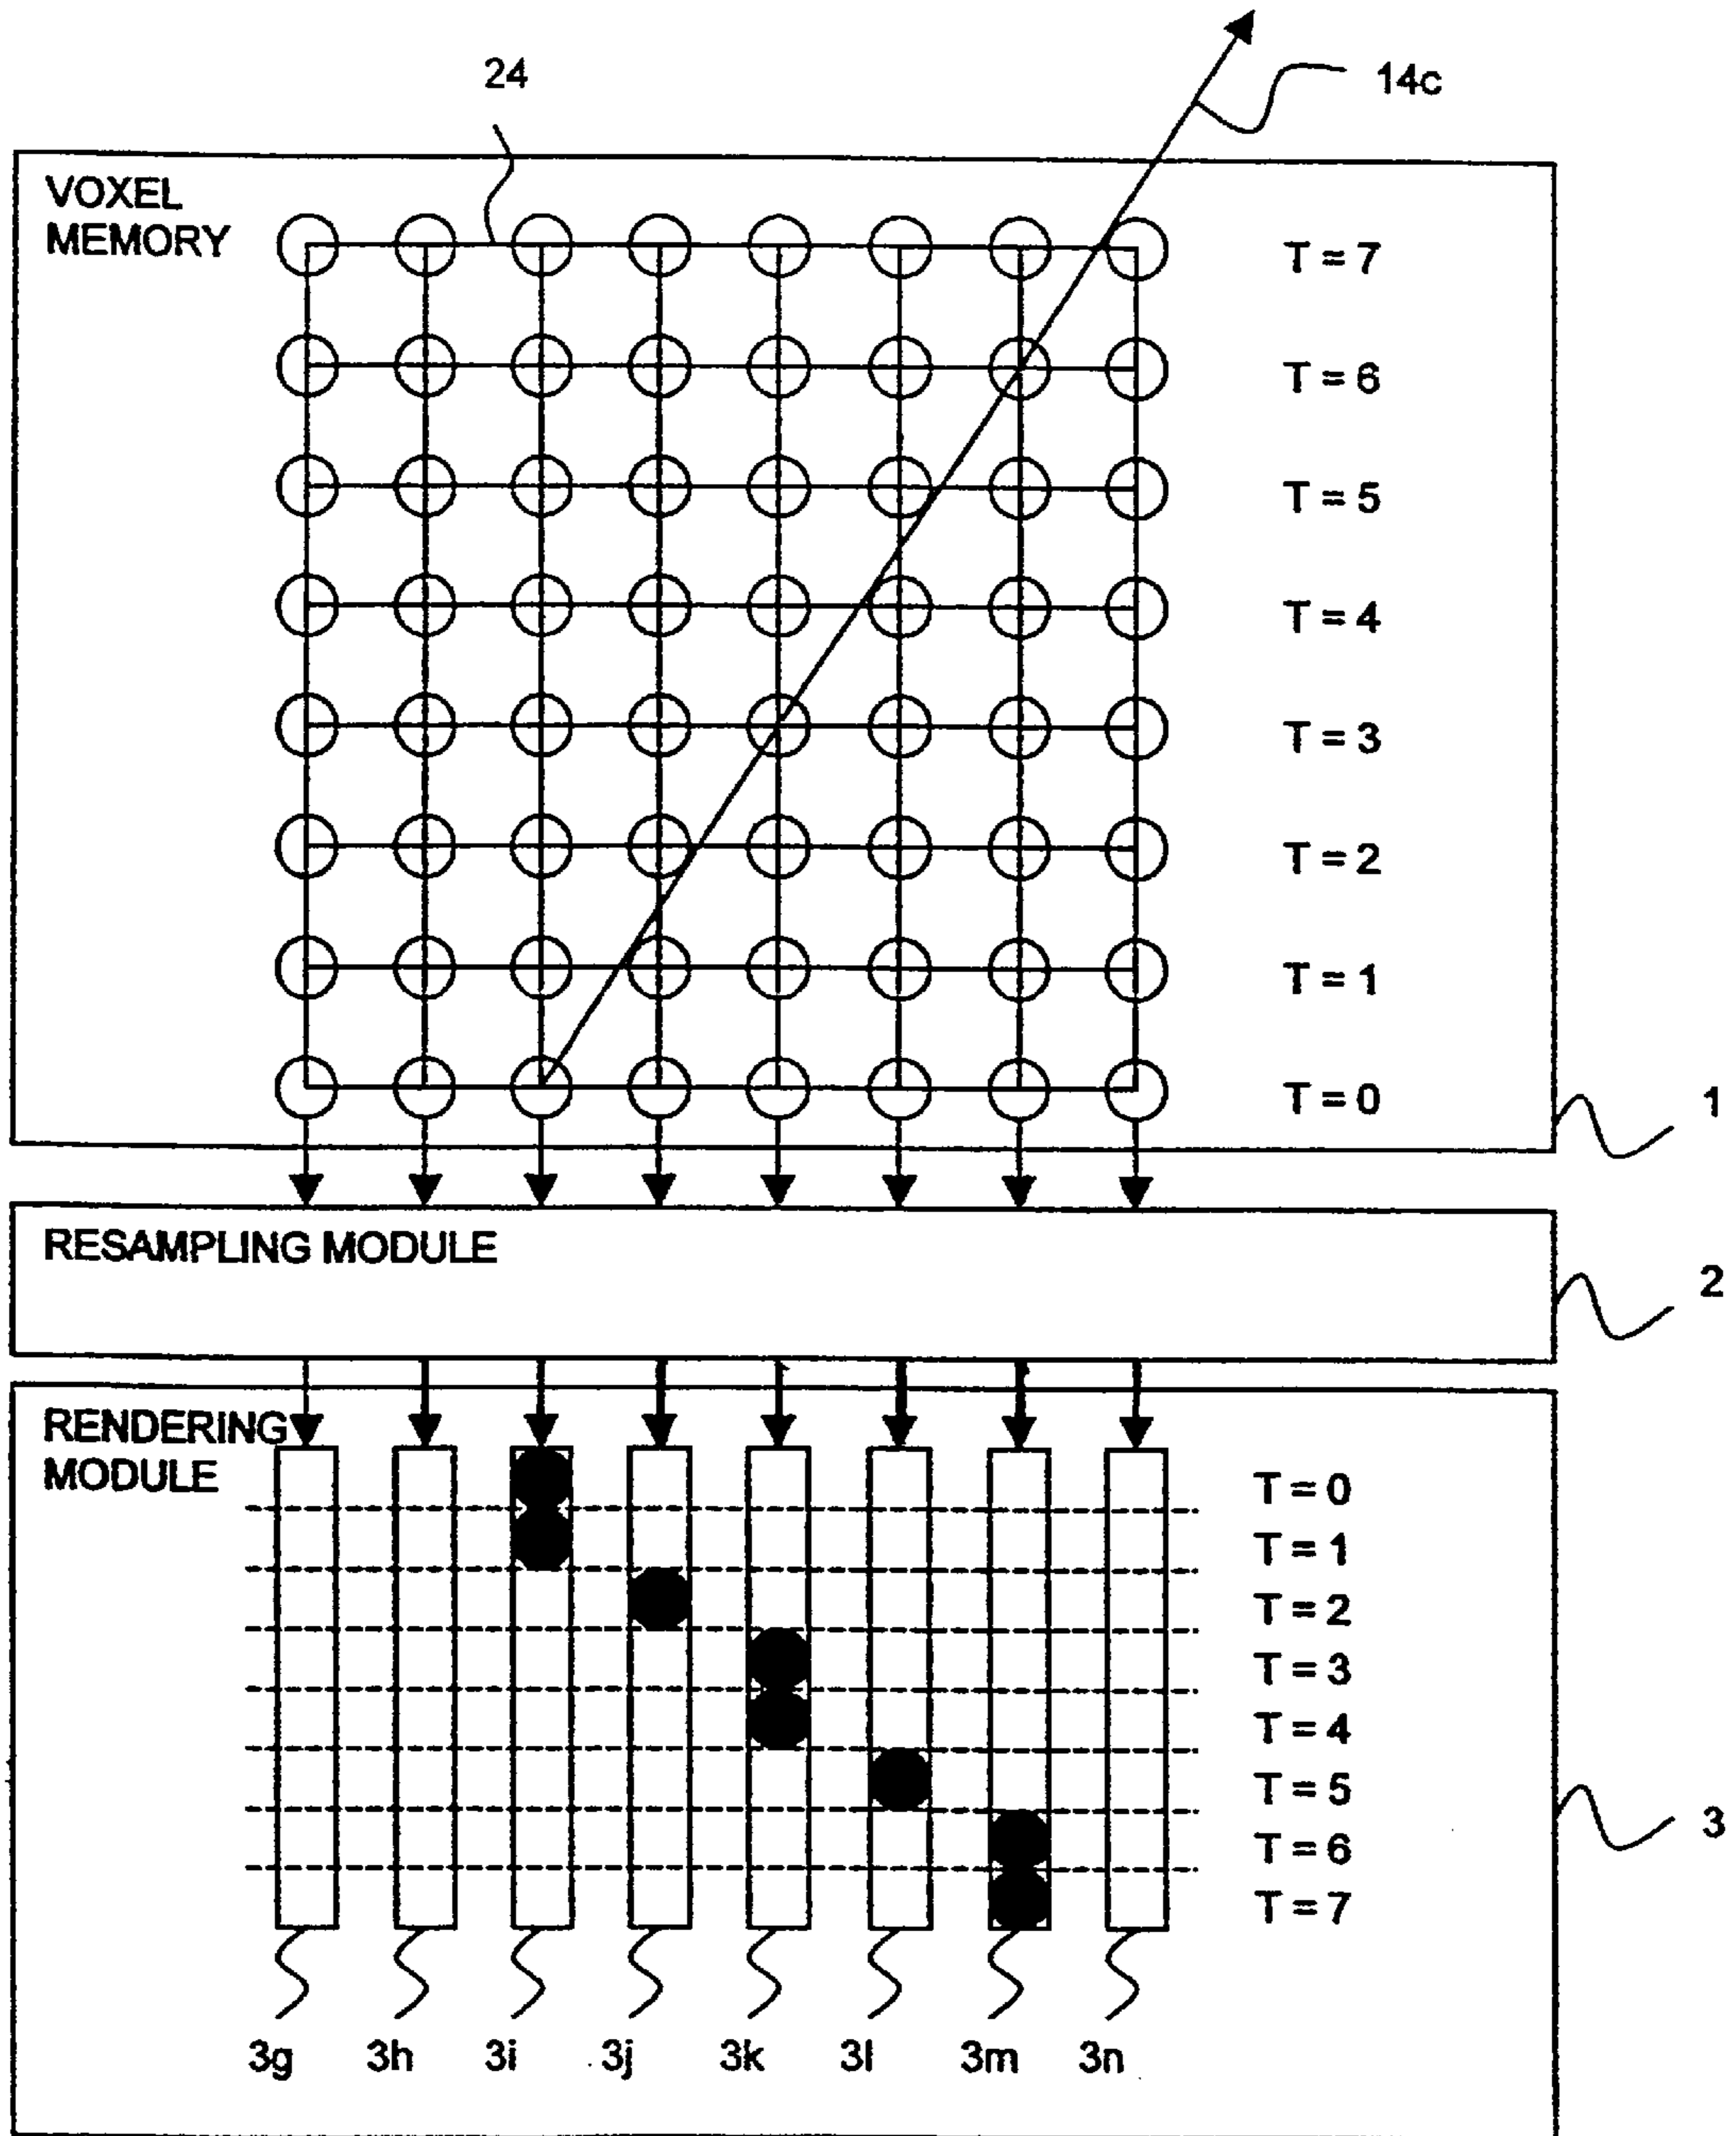 24
14c
VOXEL
MEMORY
T = 7
T = 6
T = 5
T = 4
T = 3
T = 2
T = 1
T = 0
1
RESAMPLING MODULE
2
RENDERING
MODULE
T = 0
T = 1
T = 2
T = 3
T = 4
T = 5
T = 6
T = 7
3
3g 3h 3i 3j 3k 3l 3m 3n